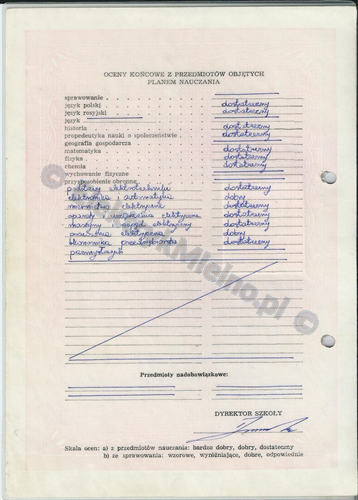 OCENY KOŃCOWE Z PRZEDMIOTÓW OBJĘTYCH
PLANEM NAUCZANIA
sprawowanie
język polski dostateczny
język rosyjski dostateczny
język
historia dostateczny
propedeutyka nauki o społeczeństwie dostateczny
geografia gospodarcza
matematyka dostateczny
fizyka dostateczny
chemia dostateczny
wychowanie fizyczne
przysposobienie obronne
podstawy elektrotechniki dostateczny
elektronika i automatyka dobry
elektryczne dostateczny
aparaty i urządzenia elektryczne dostateczny
maszyny i napęd elektryczny dostateczny
pracownia elektryczna dobry
ekonomika przedsiębiorstw dostateczny
przemysłowych
Przedmioty nadobowiązkowe:
DYREKTOR SZKOŁY
Skala ocen: a) z przedmiotów nauczania: bardzo dobry, dobry, dostateczny
b) ze sprawowania: wzorowe, wyróżniające, dobre, odpowiednie